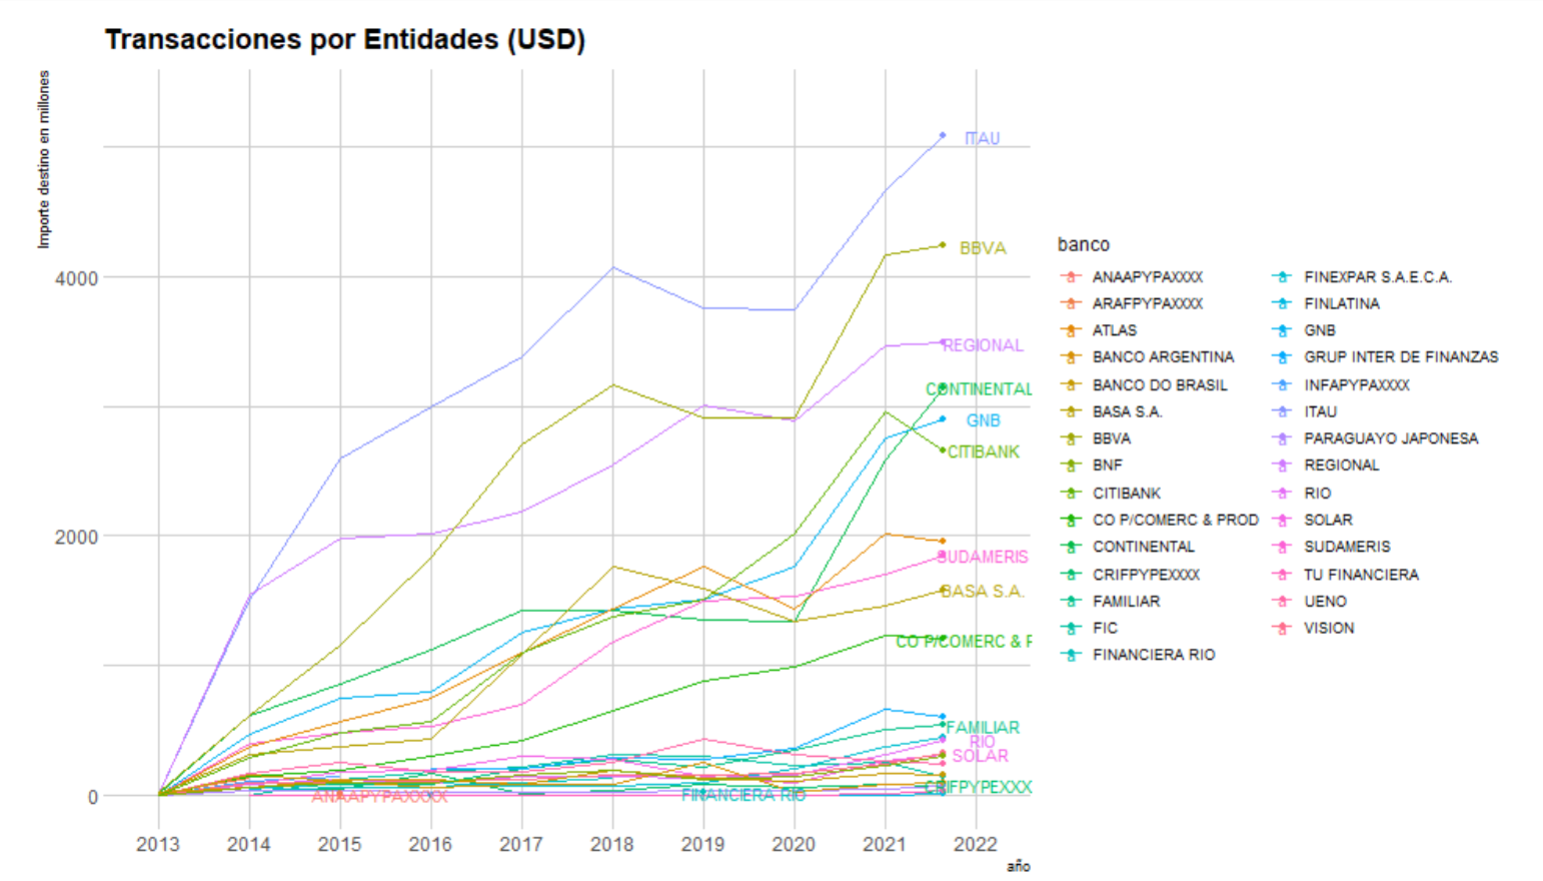 Transacciones por Entidades (USD)
Importe destino en millones
4000
2000
0
ITAU
BBVA
REGIONAL
CONTINENTAL
GNB
CITIBANK
SUDAMERIS
BASA S.A.
CO P/COMERC & P
FAMILIAR
RIO
SOLAR
RIFPYPEXXX
ANAAPYPAXXXX
FINANCIERA RIO
2013 2014 2015 2016 2017 2018 2019 2020 2021 2022
año
banco
ANAAPYPAXXXX
ARAFPYPAXXXX
ATLAS
BANCO ARGENTINA
BANCO DO BRASIL
BASA S.A.
BBVA
BNF
CITIBANK
CO P/COMERC & PROD
CONTINENTAL
CRIFPYPEXXXX
FAMILIAR
FIC
FINANCIERA RIO
FINEXPAR S.A.E.C.A.
FINLATINA
GNB
GRUP INTER DE FINANZAS
INFAPYPAXXXX
ITAU
PARAGUAYO JAPONESA
REGIONAL
RIO
SOLAR
SUDAMERIS
TU FINANCIERA
UENO
VISION